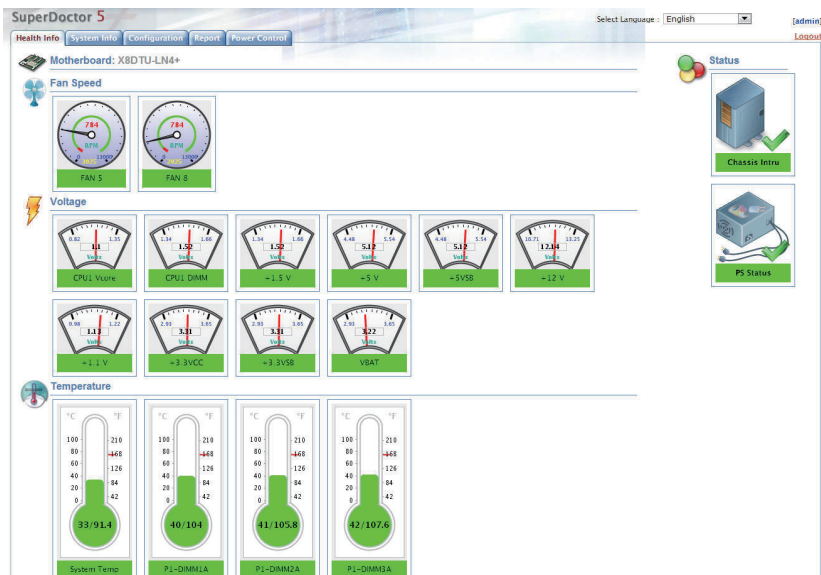 SuperDoctor 5
Select Language : English
[admin]
Logout
Health Info System Info Configuration Report Power Control
Motherboard: X8DTU-LN4+
Status
Fan Speed
784 784
RPM RPM
0 13000 0 13000
FAN 5 FAN 8
Chassis Intru
Voltage
0.82 1.35 1.34 1.66 1.34 1.66 4.48 5.54 4.48 5.54 10.71 13.25
1.1 1.52 1.52 5.12 5.12 12.14
Volts Volts Volts Volts Volts Volts
CPU1 Vcore CPU1 DIMM +1.5 V +5 V +5VSB +12 V
PS Status
0.98 1.22 2.93 3.65 2.93 3.65 2.93 3.65
1.13 3.31 3.31 3.22
Volts Volts Volts Volts
+1.1 V +3.3VCC +3.3VSB VBAT
Temperature
°C °F °C °F °C °F °C °F
100 210 100 210 100 210 100 210
80 168 80 168 80 168 80 168
60 126 60 126 60 126 60 126
40 84 40 84 40 84 40 84
20 42 20 42 20 42 20 42
0 0 0 0
33/91.4 40/104 41/105.8 42/107.6
System Temp P1-DIMM1A P1-DIMM2A P1-DIMM3A